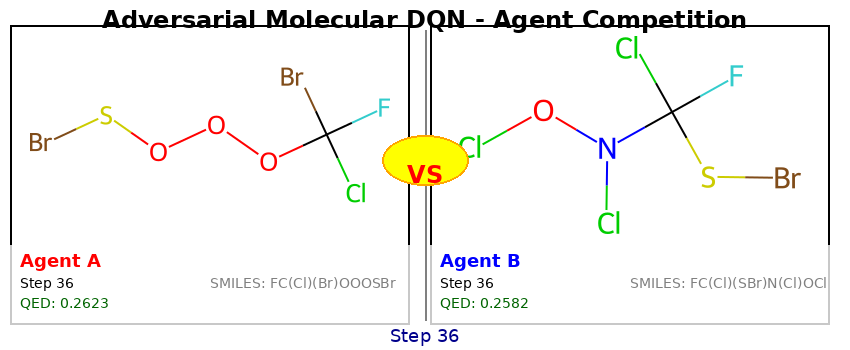 Adversarial Molecular DQN - Agent Competition
Br
S
O
O
O
Br
F
Cl
VS
Cl
O
N
Cl
Cl
F
S
Br
Agent A
Step 36
SMILES: FC(Cl)(Br)OOOSBr
QED: 0.2623
Agent B
Step 36
SMILES: FC(Cl)(SBr)N(Cl)OCl
QED: 0.2582
Step 36